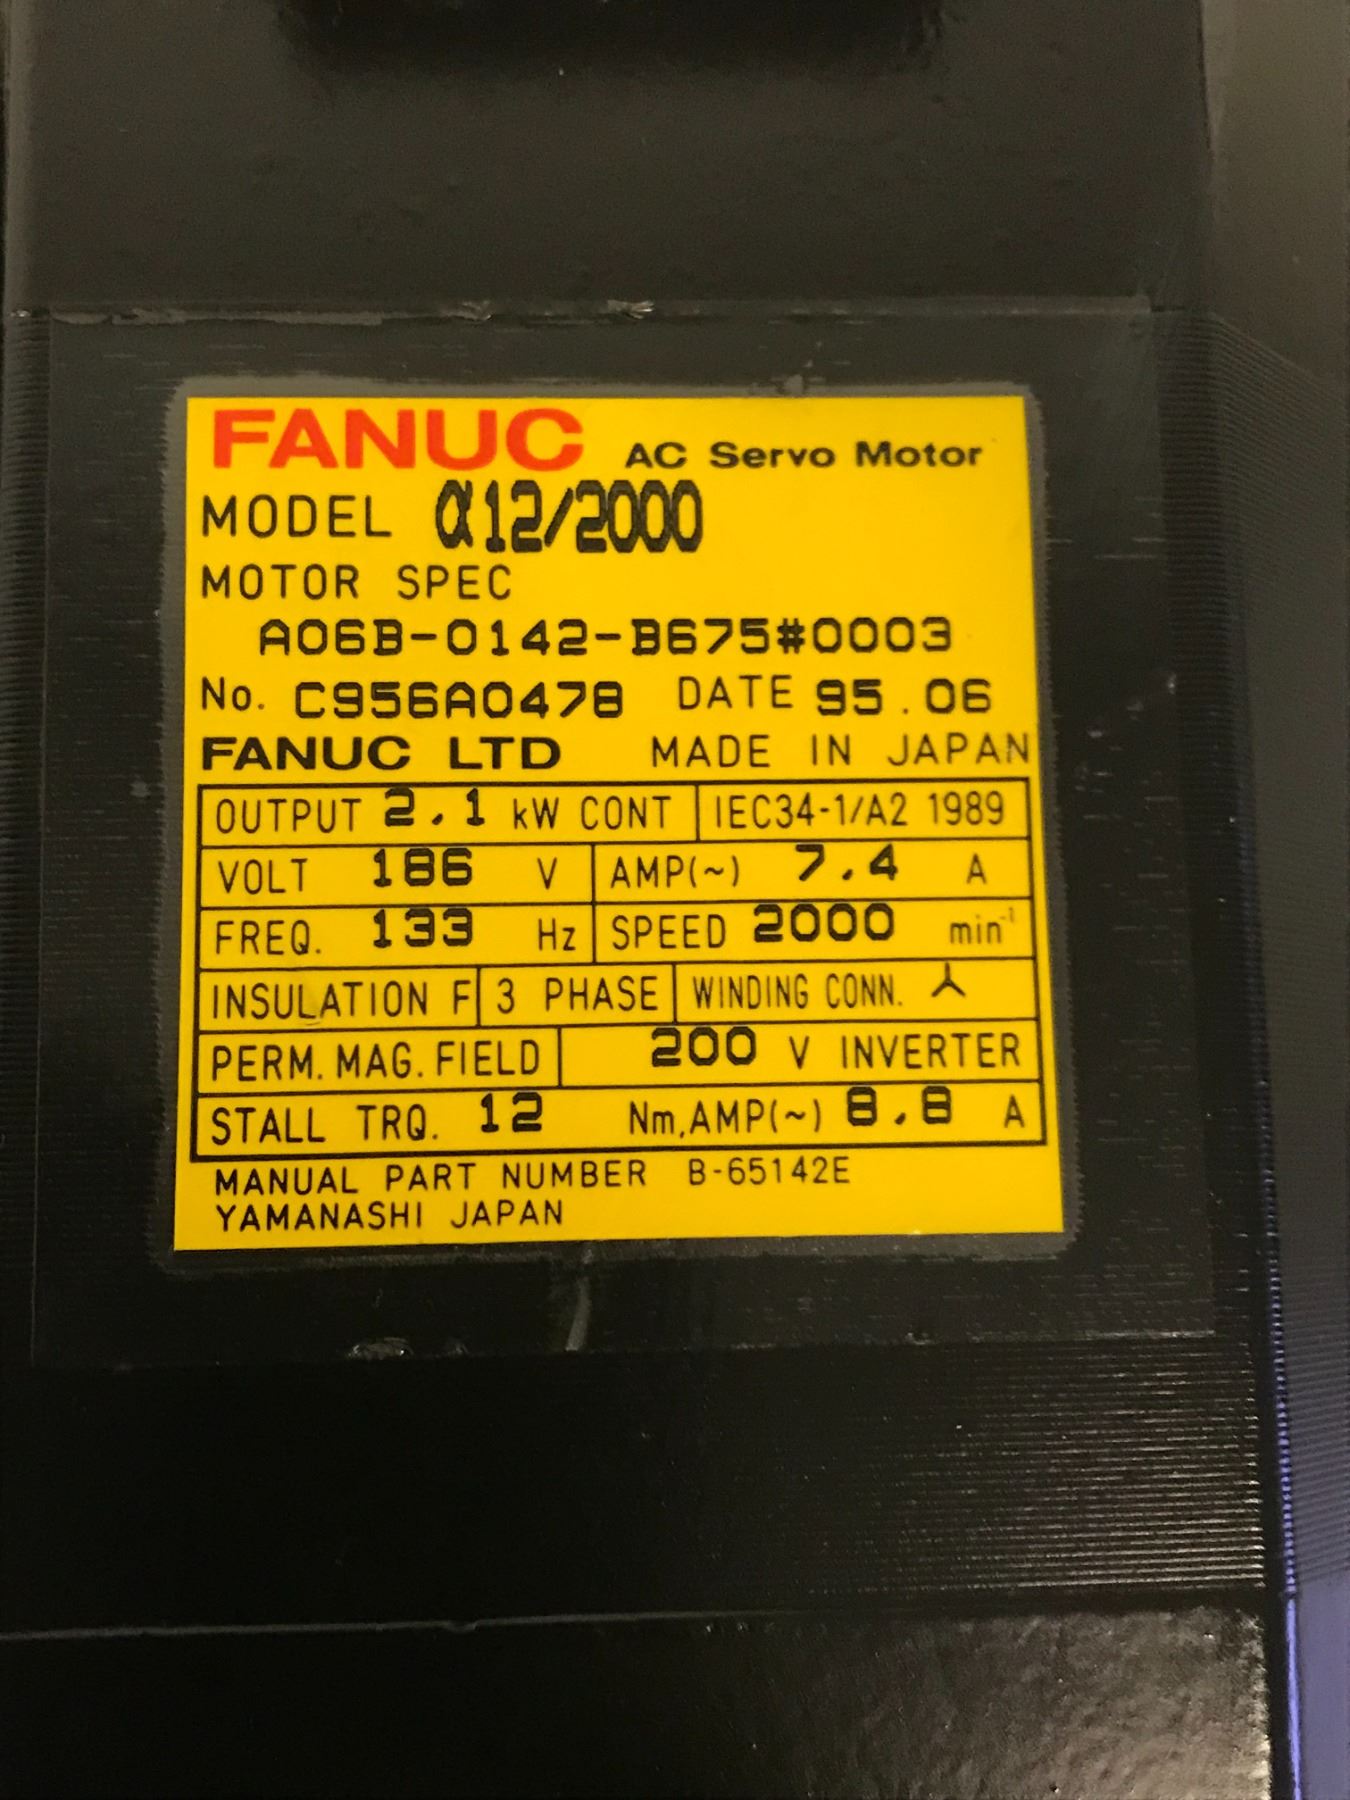 FANUC AC Servo Motor
MODEL α12/2000
MOTOR SPEC
A06B-0142-B675#0003
No. C956A0478 DATE 95.06
FANUC LTD MADE IN JAPAN
OUTPUT 2.1 kW CONT IEC34-1/A2 1989
VOLT 186 V AMP(~) 7.4 A
FREQ. 133 Hz SPEED 2000 min⁻¹
INSULATION F 3 PHASE WINDING CONN.
PERM. MAG. FIELD 200 V INVERTER
STALL TRQ. 12 Nm, AMP(~) 8.8 A
MANUAL PART NUMBER B-65142E
YAMANASHI JAPAN